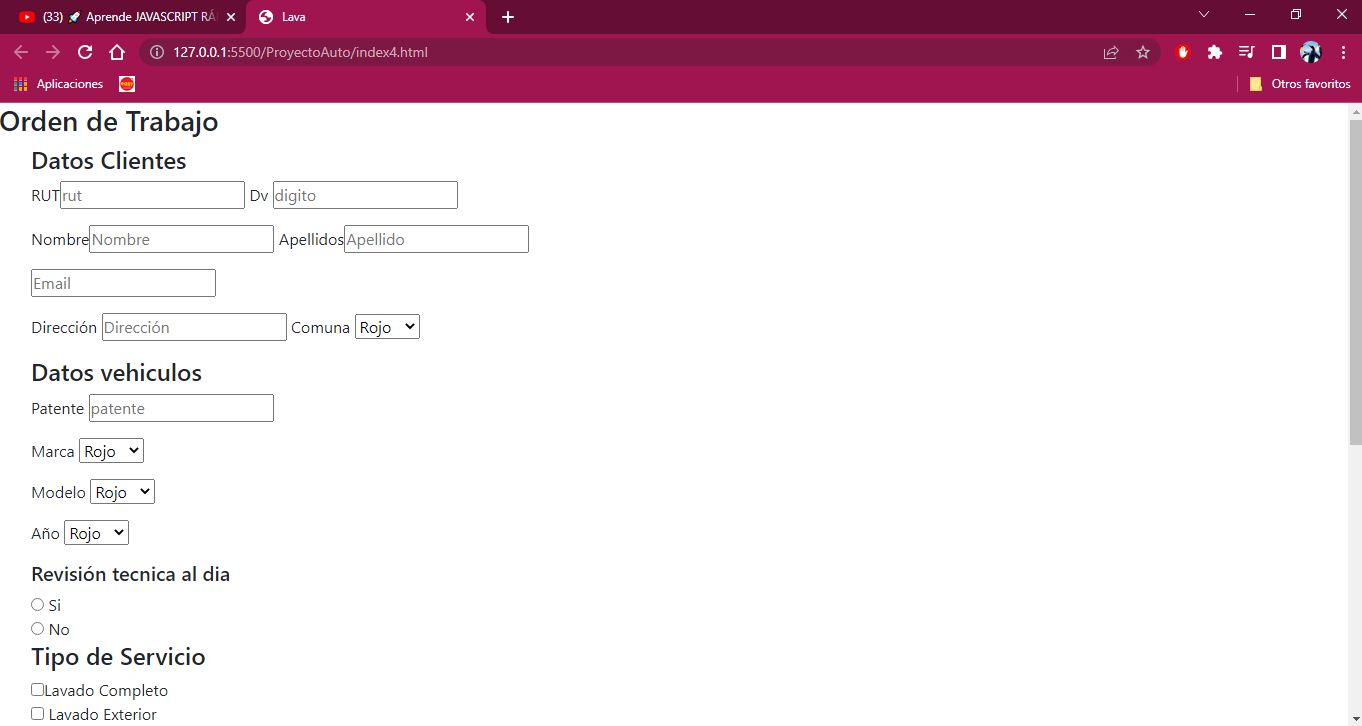 (33) 🚀 Aprende JAVASCRIPT RÁ
Lava
127.0.0.1:5500/ProyectoAuto/index4.html
Aplicaciones
Otros favoritos
Orden de Trabajo
Datos Clientes
RUT rut Dv digito
Nombre Nombre Apellidos Apellido
Email
Dirección Dirección Comuna Rojo
Datos vehiculos
Patente patente
Marca Rojo
Modelo Rojo
Año Rojo
Revisión tecnica al dia
Si
No
Tipo de Servicio
Lavado Completo
Lavado Exterior